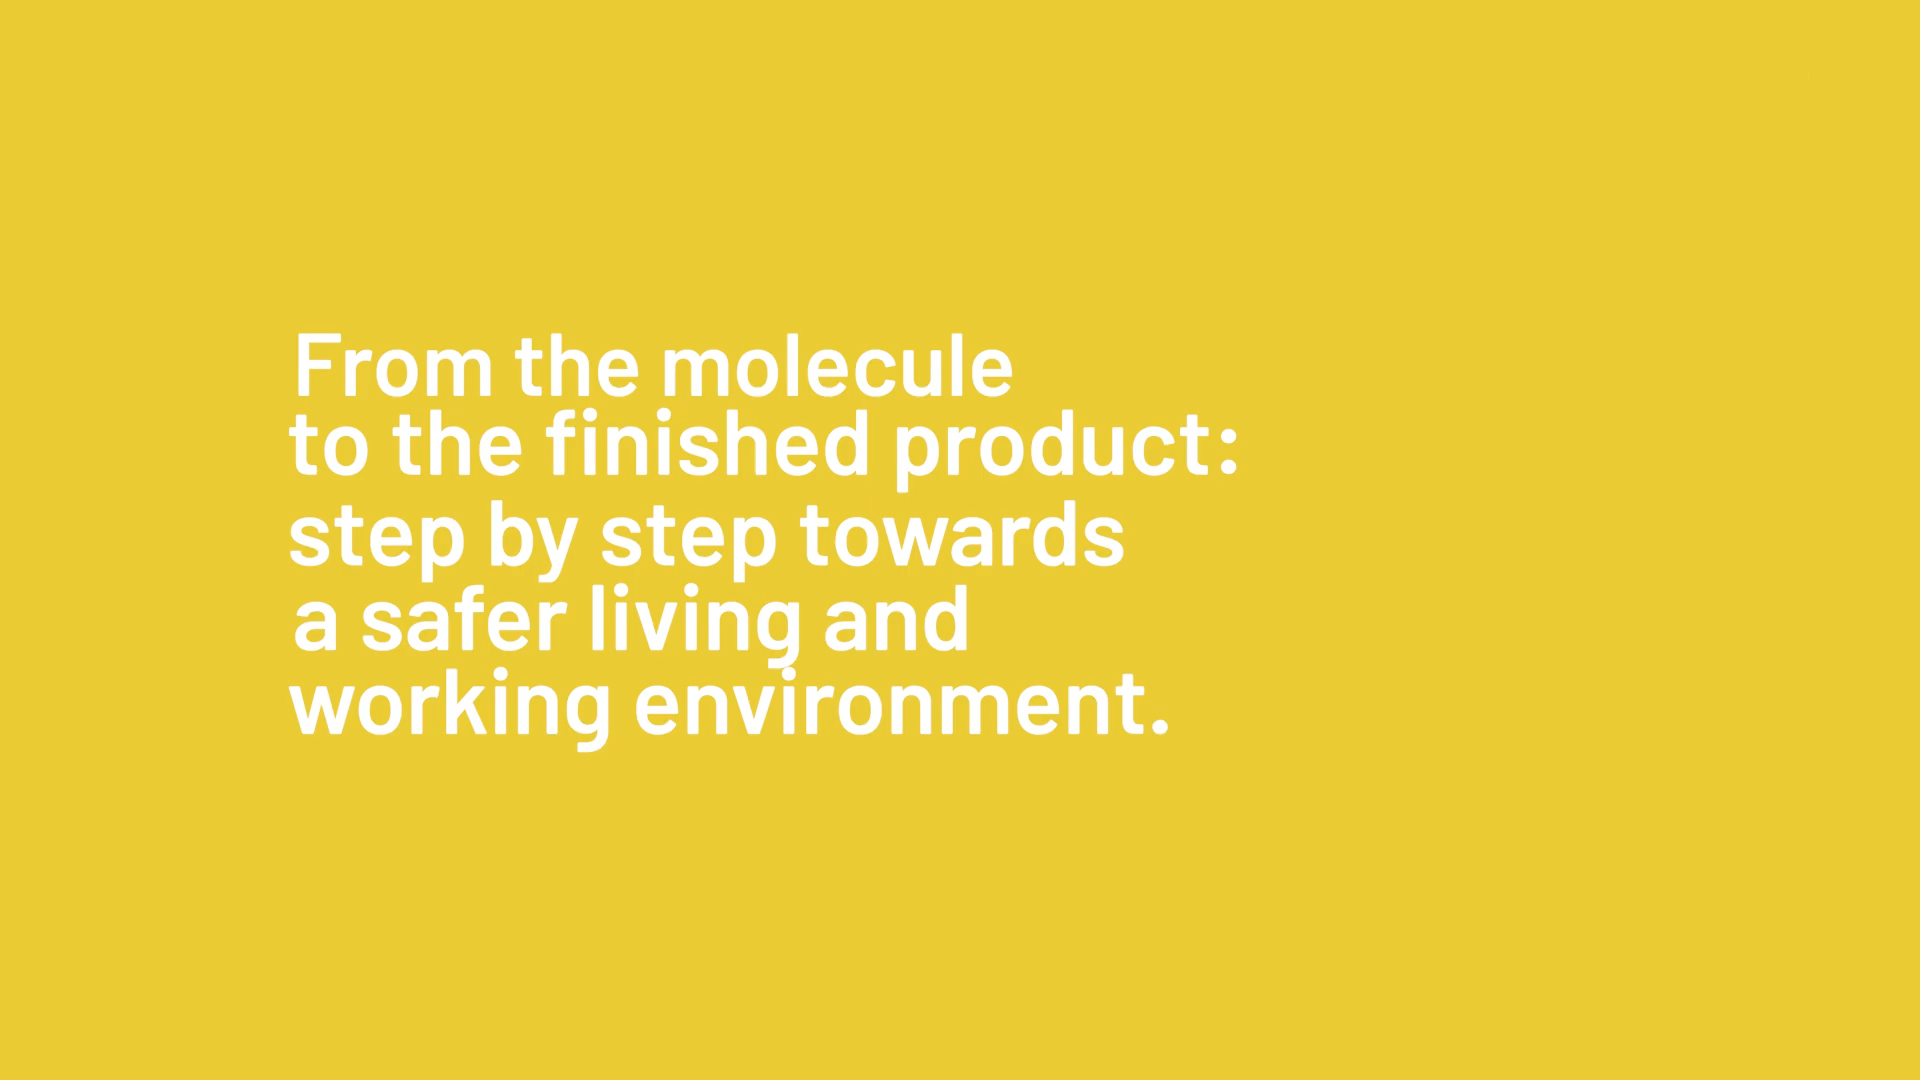 From the molecule
to the finished product:
step by step towards
a safer living and
working environment.